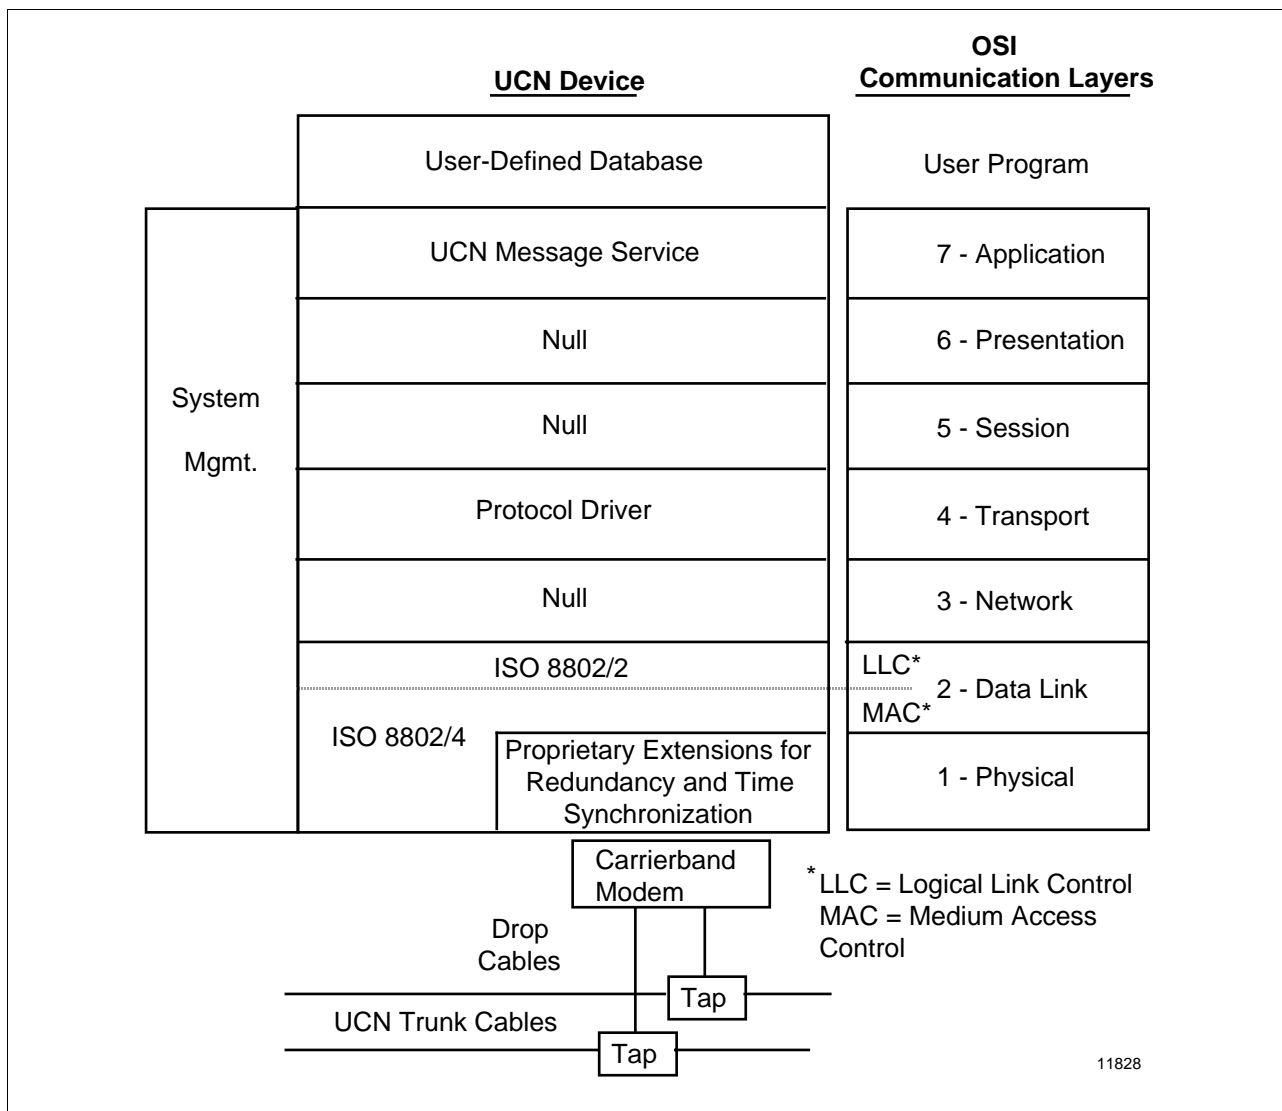 UCN Device
OSI
Communication Layers
User-Defined Database
User Program
UCN Message Service
7 - Application
Null
6 - Presentation
System
Mgmt.
Null
5 - Session
Protocol Driver
4 - Transport
Null
3 - Network
ISO 8802/2
LLC*
2 - Data Link
MAC*
ISO 8802/4
Proprietary Extensions for
Redundancy and Time
Synchronization
1 - Physical
Carrierband
Modem
*LLC = Logical Link Control
MAC = Medium Access
Control
Drop
Cables
Tap
UCN Trunk Cables
Tap
11828